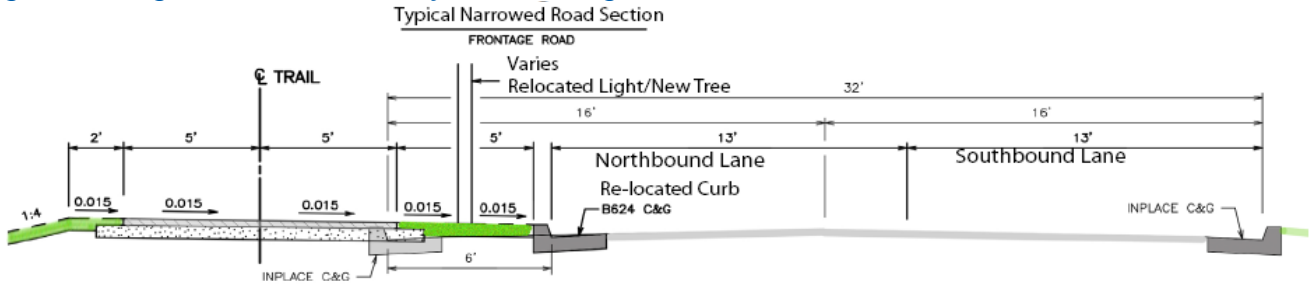 Typical Narrowed Road Section
FRONTAGE ROAD
Varies
Relocated Light/New Tree
℄ TRAIL
32'
16' 16'
2' 5' 5' 5' 13' 13'
Northbound Lane Southbound Lane
Re-located Curb
B624 C&G
INPLACE C&G
1:4 0.015 0.015 0.015 0.015 0.015
6'
INPLACE C&G